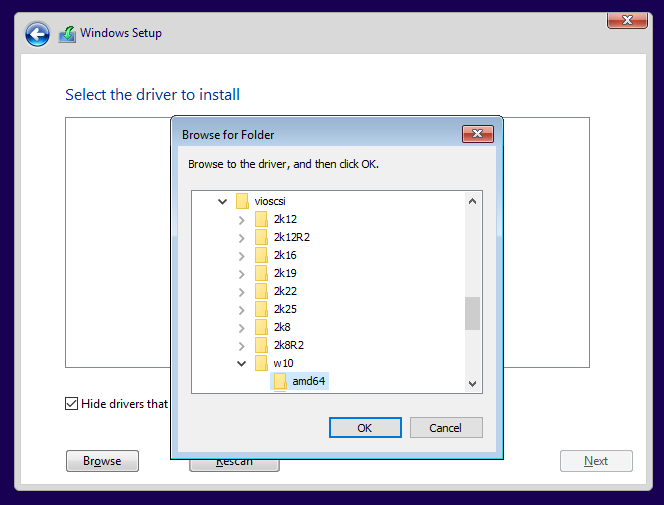 Windows Setup
Select the driver to install
Browse for Folder
Browse to the driver, and then click OK.
vioscsi
2k12
2k12R2
2k16
2k19
2k22
2k25
2k8
2k8R2
w10
amd64
Hide drivers that
OK
Cancel
Browse
Rescan
Next